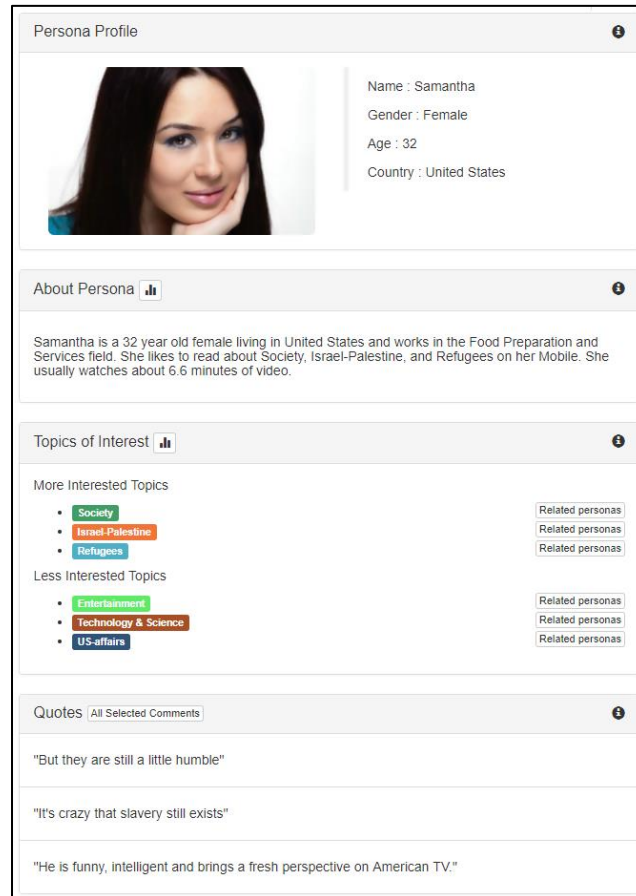 Persona Profile
Name : Samantha
Gender : Female
Age : 32
Country : United States
About Persona
Samantha is a 32 year old female living in United States and works in the Food Preparation and
Services field. She likes to read about Society, Israel-Palestine, and Refugees on her Mobile. She
usually watches about 6.6 minutes of video.
Topics of Interest
More Interested Topics
Society Related personas
Israel-Palestine Related personas
Refugees Related personas
Less Interested Topics
Entertainment Related personas
Technology & Science Related personas
US-affairs Related personas
Quotes All Selected Comments
"But they are still a little humble"
"It's crazy that slavery still exists"
"He is funny, intelligent and brings a fresh perspective on American TV."